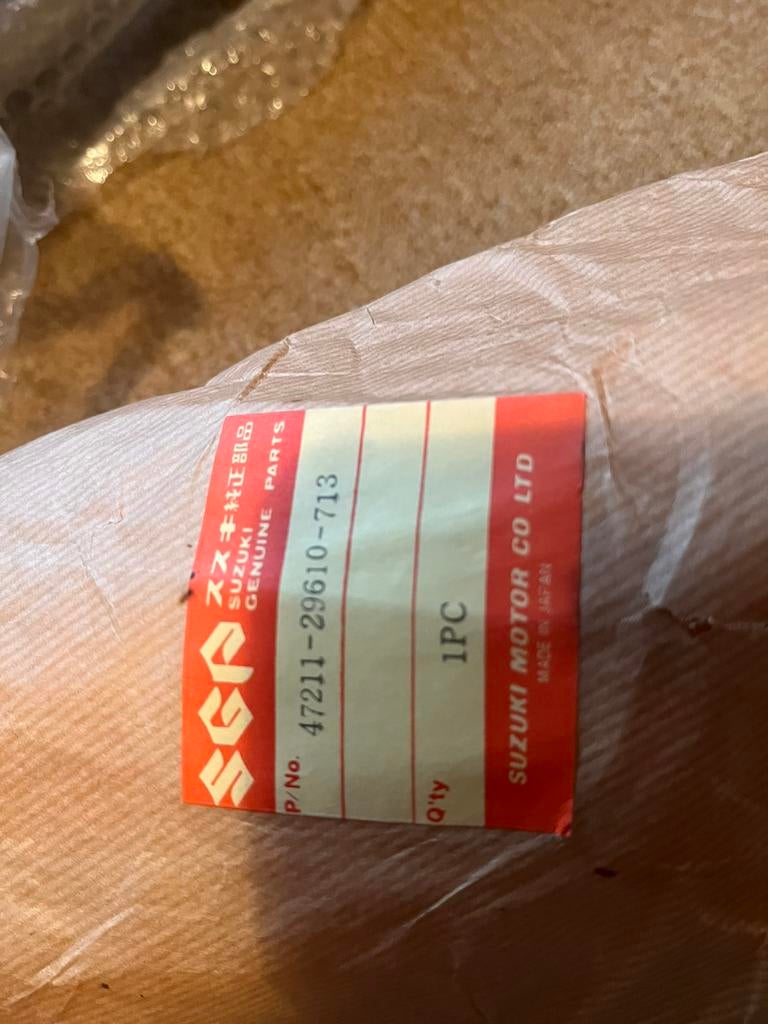 SGP
スズキ純正部品
SUZUKI
GENUINE PARTS
P/No. 47211-29610-713
Q'ty 1PC
SUZUKI MOTOR CO LTD
MADE IN JAPAN